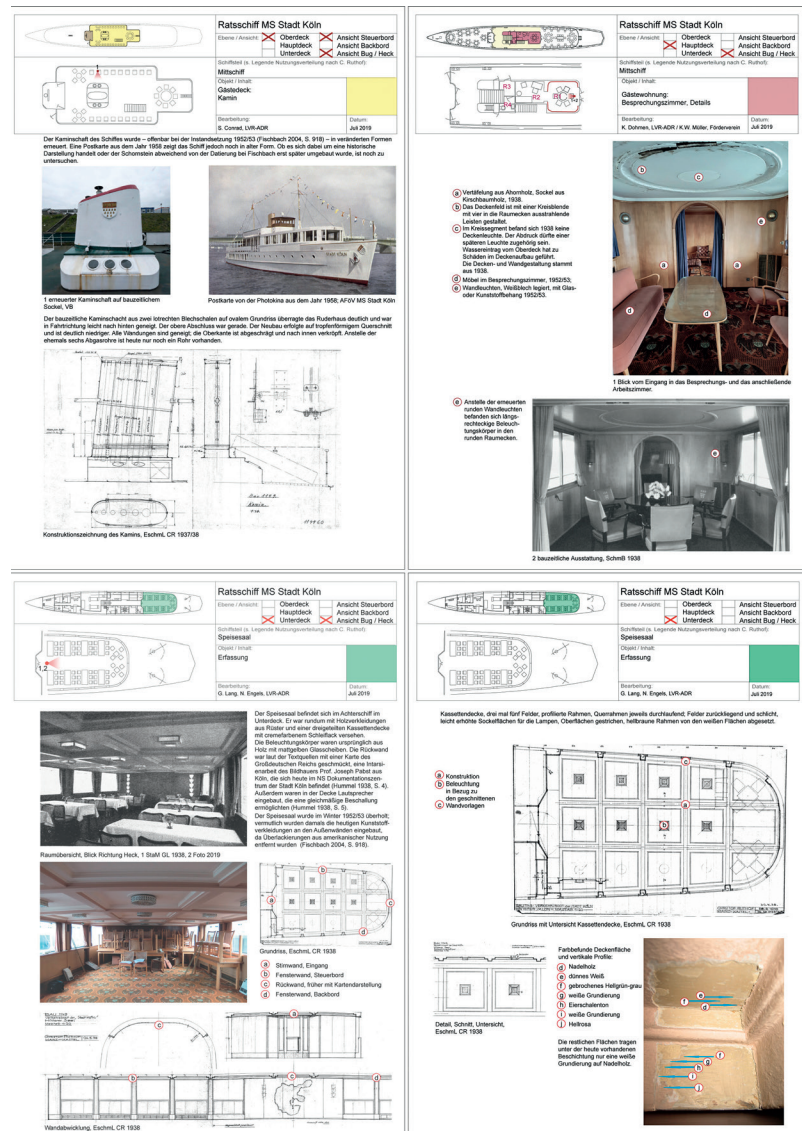 Ratsschiff MS Stadt Köln
Ebene / Ansicht:
Oberdeck
Hauptdeck
Unterdeck
Ansicht Steuerbord
Ansicht Backbord
Ansicht Bug / Heck
Schiffsteil (s. Legende Nutzungsverteilung nach C. Ruthof):
Mittschiff
Objekt / Inhalt:
Gästedeck:
Kamin
Bearbeitung:
S. Conrad, LVR-ADR
Datum:
Juli 2019
Der Kaminschaft des Schiffes wurde – offenbar bei der Instandsetzung 1952/53 (Fischbach 2004, S. 918) – in veränderten Formen
erneuert. Eine Postkarte aus dem Jahr 1958 zeigt das Schiff jedoch noch in alter Form. Ob es sich dabei um eine historische
Darstellung handelt oder der Schornstein abweichend von der Datierung bei Fischbach erst später umgebaut wurde, ist noch zu
untersuchen.
1 erneuerter Kaminschaft auf bauzeitlichem
Sockel, VB
Postkarte von der Photokina aus dem Jahr 1958; AFöV MS Stadt Köln
Der bauzeitliche Kaminschacht aus zwei lotrechten Blechschalen auf ovalem Grundriss überragte das Ruderhaus deutlich und war
in Fahrtrichtung leicht nach hinten geneigt. Der obere Abschluss war gerade. Der Neubau erfolgte auf tropfenförmigem Querschnitt
und ist deutlich niedriger. Alle Wandungen sind geneigt; die Oberkante ist abgeschrägt und nach innen verkröpft. Anstelle der
ehemals sechs Abgasrohre ist heute nur noch ein Rohr vorhanden.
Konstruktionszeichnung des Kamins, EschmL CR 1937/38
Ratsschiff MS Stadt Köln
Ebene / Ansicht:
Oberdeck
Hauptdeck
Unterdeck
Ansicht Steuerbord
Ansicht Backbord
Ansicht Bug / Heck
Schiffsteil (s. Legende Nutzungsverteilung nach C. Ruthof):
Mittschiff
Objekt / Inhalt:
Gästewohnung:
Besprechungszimmer, Details
Bearbeitung:
K. Dohmen, LVR-ADR / K.W. Müller, Förderverein
Datum:
Juli 2019
R3
R2
R4
a Vertäfelung aus Ahornholz, Sockel aus
Kirschbaumholz, 1938.
b Das Deckenfeld ist mit einer Kreisblende
mit vier in die Raumecken ausstrahlende
Leisten gestaltet.
c Im Kreissegment befand sich 1938 keine
Deckenleuchte. Der Abdruck dürfte einer
späteren Leuchte zugehörig sein.
Wassereintrag vom Oberdeck hat zu
Schäden im Deckenaufbau geführt.
Die Decken- und Wandgestaltung stammt
aus 1938.
d Möbel im Besprechungszimmer, 1952/53;
e Wandleuchten, Weißblech legiert, mit Glas-
oder Kunststoffbehang 1952/53.
b
c
e
a
a
d
d
1 Blick vom Eingang in das Besprechungs- und das anschließende
Arbeitszimmer.
e Anstelle der erneuerten
runden Wandleuchten
befanden sich längs-
rechteckige Beleuch-
tungskörper in den
runden Raumecken.
e
2 bauzeitliche Ausstattung, SchmB 1938
Ratsschiff MS Stadt Köln
Ebene / Ansicht:
Oberdeck
Hauptdeck
Unterdeck
Ansicht Steuerbord
Ansicht Backbord
Ansicht Bug / Heck
Schiffsteil (s. Legende Nutzungsverteilung nach C. Ruthof):
Speisesaal
Objekt / Inhalt:
Erfassung
Bearbeitung:
G. Lang, N. Engels, LVR-ADR
Datum:
Juli 2019
1,2
Der Speisesaal befindet sich im Achterschiff im
Unterdeck. Er war rundum mit Holzverkleidungen
aus Rüster und einer dreigeteilten Kassettendecke
mit cremefarbenem Schleiflack versehen.
Die Beleuchtungskörper waren ursprünglich aus
Holz mit mattgelben Glasscheiben. Die Rückwand
war laut der Textquellen mit einer Karte des
Großdeutschen Reichs geschmückt, eine Intarsi-
enarbeit des Bildhauers Prof. Joseph Pabst aus
Köln, die sich heute im NS Dokumentationszen-
trum der Stadt Köln befindet (Hummel 1938, S. 4).
Außerdem waren in der Decke Lautsprecher
eingebaut, die eine gleichmäßige Beschallung
ermöglichten (Hummel 1938, S. 5).
Der Speisesaal wurde im Winter 1952/53 überholt;
vermutlich wurden damals die heutigen Kunststoff-
verkleidungen an den Außenwänden eingebaut,
da Überlackierungen aus amerikanischer Nutzung
entfernt wurden (Fischbach 2004, S. 918).
Raumübersicht, Blick Richtung Heck, 1 StaM GL 1938, 2 Foto 2019
Grundriss, EschmL CR 1938
a Stirnwand, Eingang
b Fensterwand, Steuerbord
c Rückwand, früher mit Kartendarstellung
d Fensterwand, Backbord
Wandabwicklung, EschmL CR 1938
Ratsschiff MS Stadt Köln
Ebene / Ansicht:
Oberdeck
Hauptdeck
Unterdeck
Ansicht Steuerbord
Ansicht Backbord
Ansicht Bug / Heck
Schiffsteil (s. Legende Nutzungsverteilung nach C. Ruthof):
Speisesaal
Objekt / Inhalt:
Erfassung
Bearbeitung:
G. Lang, N. Engels, LVR-ADR
Datum:
Juli 2019
Kassettendecke, drei mal fünf Felder, profilierte Rahmen, Querrahmen jeweils durchlaufend; Felder zurückliegend und schlicht,
leicht erhöhte Sockelflächen für die Lampen, Oberflächen gestrichen, hellbraune Rahmen von den weißen Flächen abgesetzt.
a Konstruktion
b Beleuchtung
in Bezug zu
den geschnittenen
c Wandvorlagen
Grundriss mit Untersicht Kassettendecke, EschmL CR 1938
Detail, Schnitt, Untersicht,
EschmL CR 1938
Farbbefunde Deckenfläche
und vertikale Profile:
d Nadelholz
e dünnes Weiß
f gebrochenes Hellgrün-grau
g weiße Grundierung
h Eierschalenton
i weiße Grundierung
j Hellrosa
Die restlichen Flächen tragen
unter der heute vorhandenen
Beschichtung nur eine weiße
Grundierung auf Nadelholz.
e
f
d
f
g
h
i
j